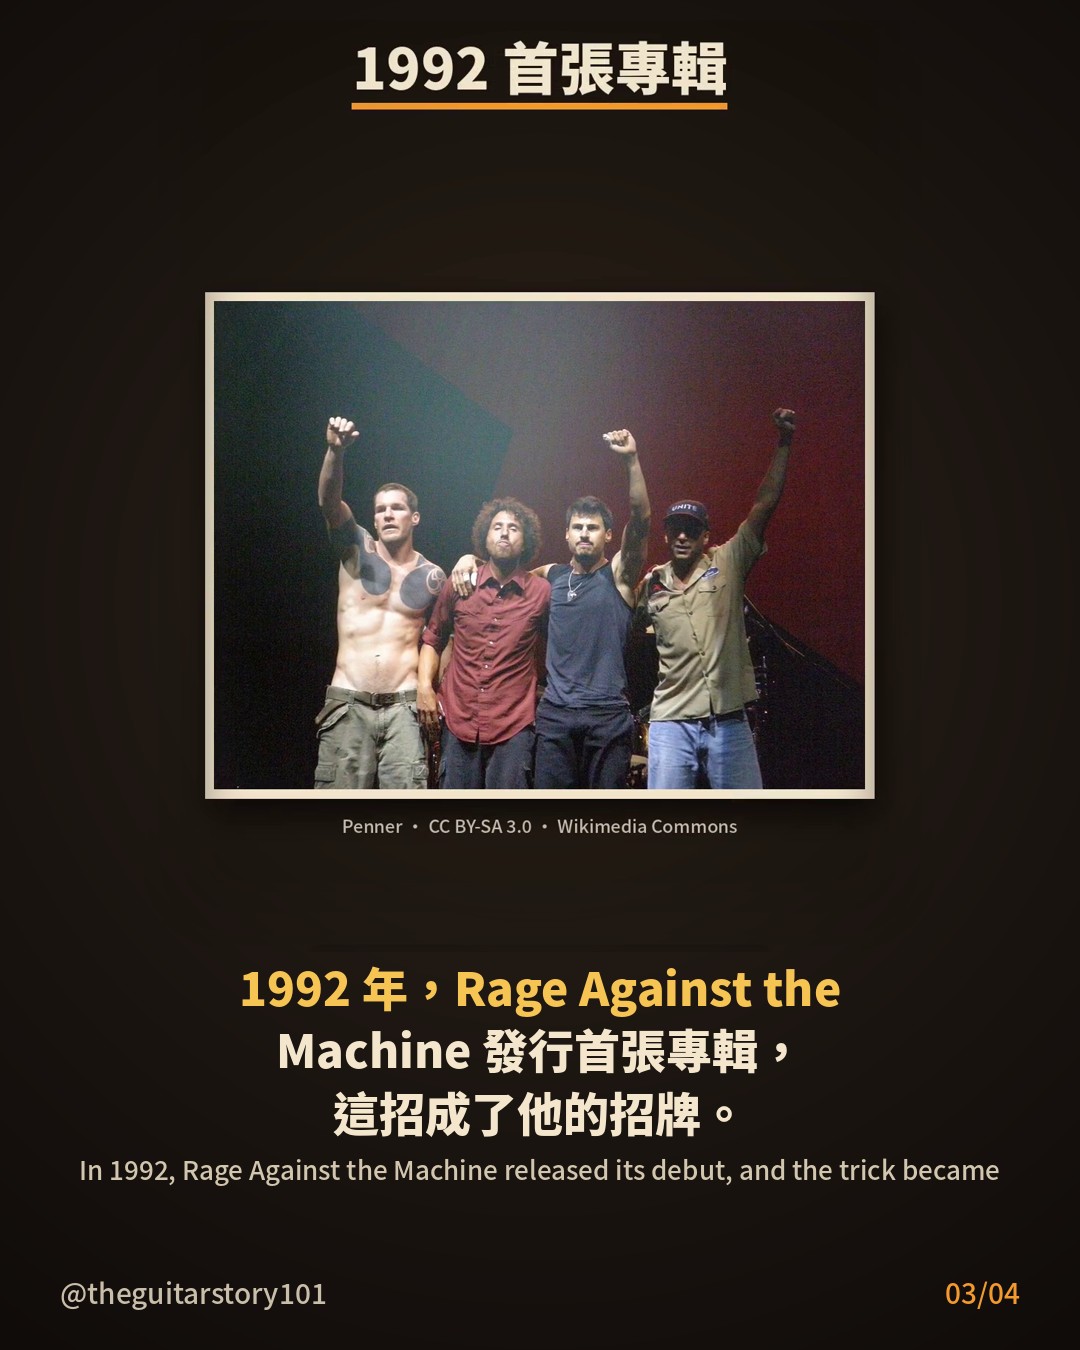 1992 首張專輯
UNITE
Penner • CC BY-SA 3.0 • Wikimedia Commons
1992 年，Rage Against the
Machine 發行首張專輯，
這招成了他的招牌。
In 1992, Rage Against the Machine released its debut, and the trick became
@theguitarstory101
03/04